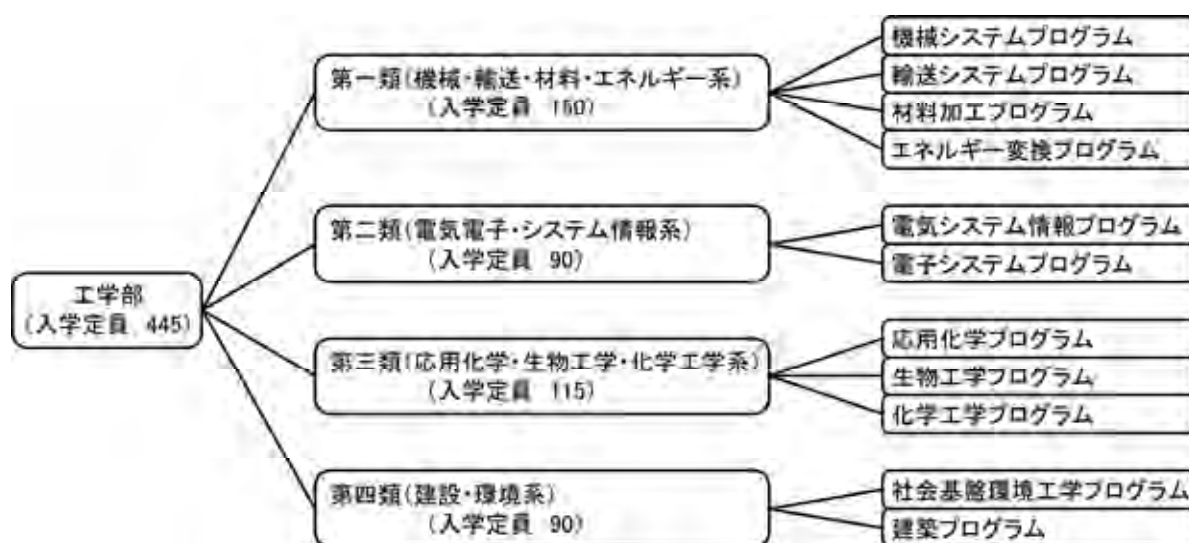 工学部
(入学定員 445)
第一類(機械・輸送・材料・エネルギー系)
(入学定員 150)
機械システムプログラム
輸送システムプログラム
材料加工プログラム
エネルギー変換プログラム
第二類(電気電子・システム情報系)
(入学定員 90)
電気システム情報プログラム
電子システムプログラム
第三類(応用化学・生物工学・化学工学系)
(入学定員 115)
応用化学プログラム
生物工学プログラム
化学工学プログラム
第四類(建設・環境系)
(入学定員 90)
社会基盤環境工学プログラム
建築プログラム